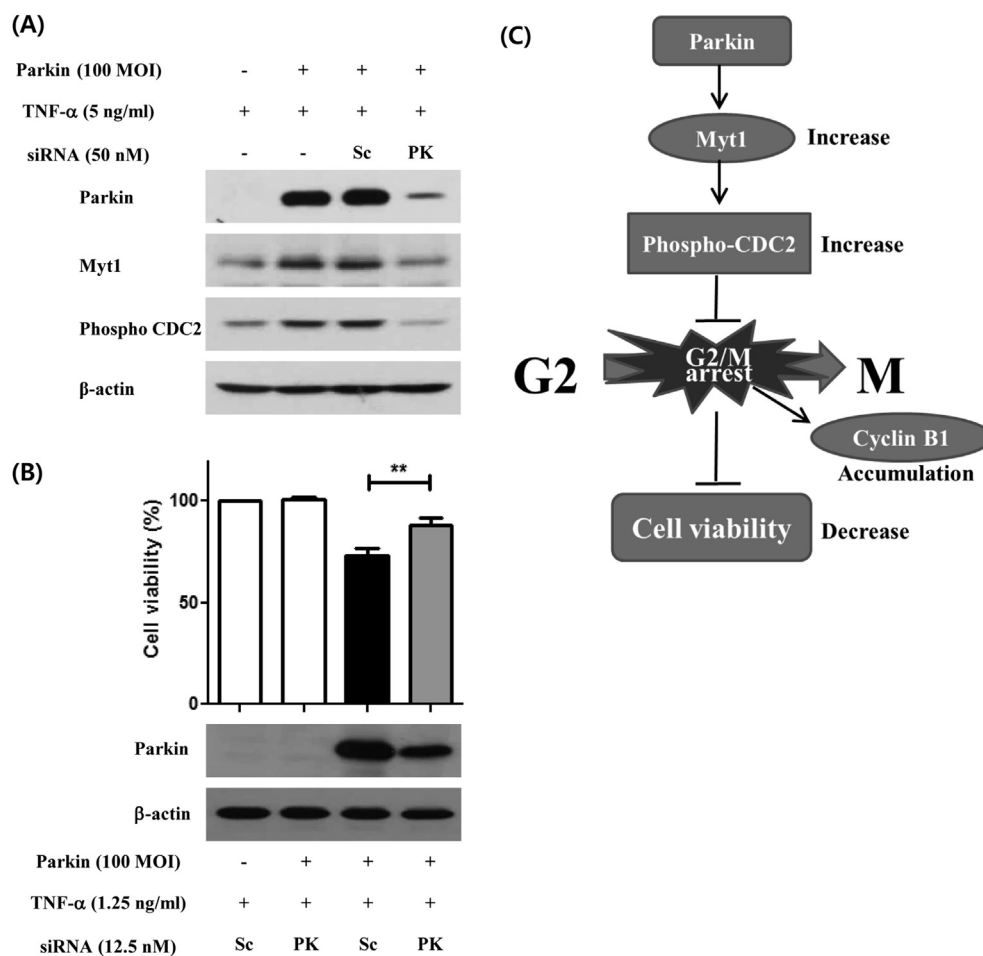 (A)
Parkin (100 MOI) - + + +
TNF-α (5 ng/ml) + + + +
siRNA (50 nM) - - Sc PK
Parkin
Myt1
Phospho CDC2
β-actin
(B)
Cell viability (%)
100
50
0
**
Parkin
β-actin
Parkin (100 MOI) - + + +
TNF-α (1.25 ng/ml) + + + +
siRNA (12.5 nM) Sc PK Sc PK
(C)
Parkin
Myt1 Increase
Phospho-CDC2 Increase
G2 G2/M M
arrest
Cyclin B1
Accumulation
Cell viability Decrease